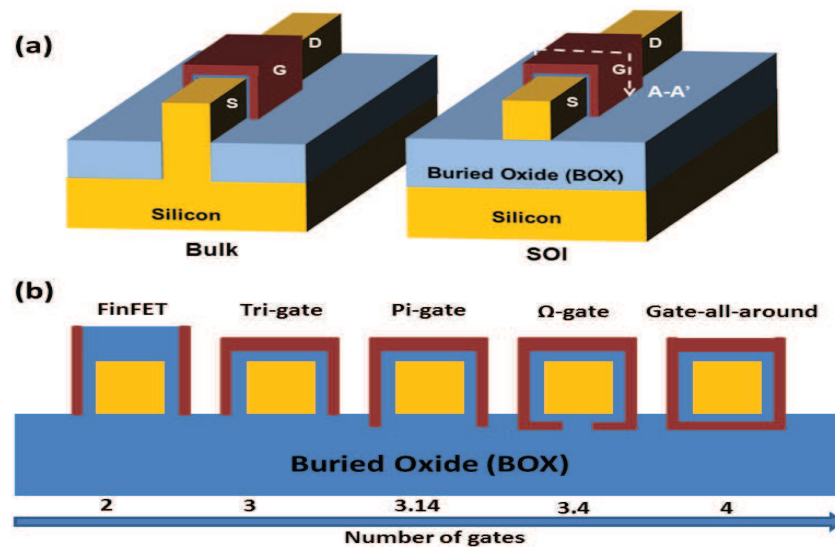 (a)
D
G
S
Silicon
Bulk
D
G
S
A-A'
Buried Oxide (BOX)
Silicon
SOI
(b)
FinFET Tri-gate Pi-gate Ω-gate Gate-all-around
Buried Oxide (BOX)
2 3 3.14 3.4 4
Number of gates